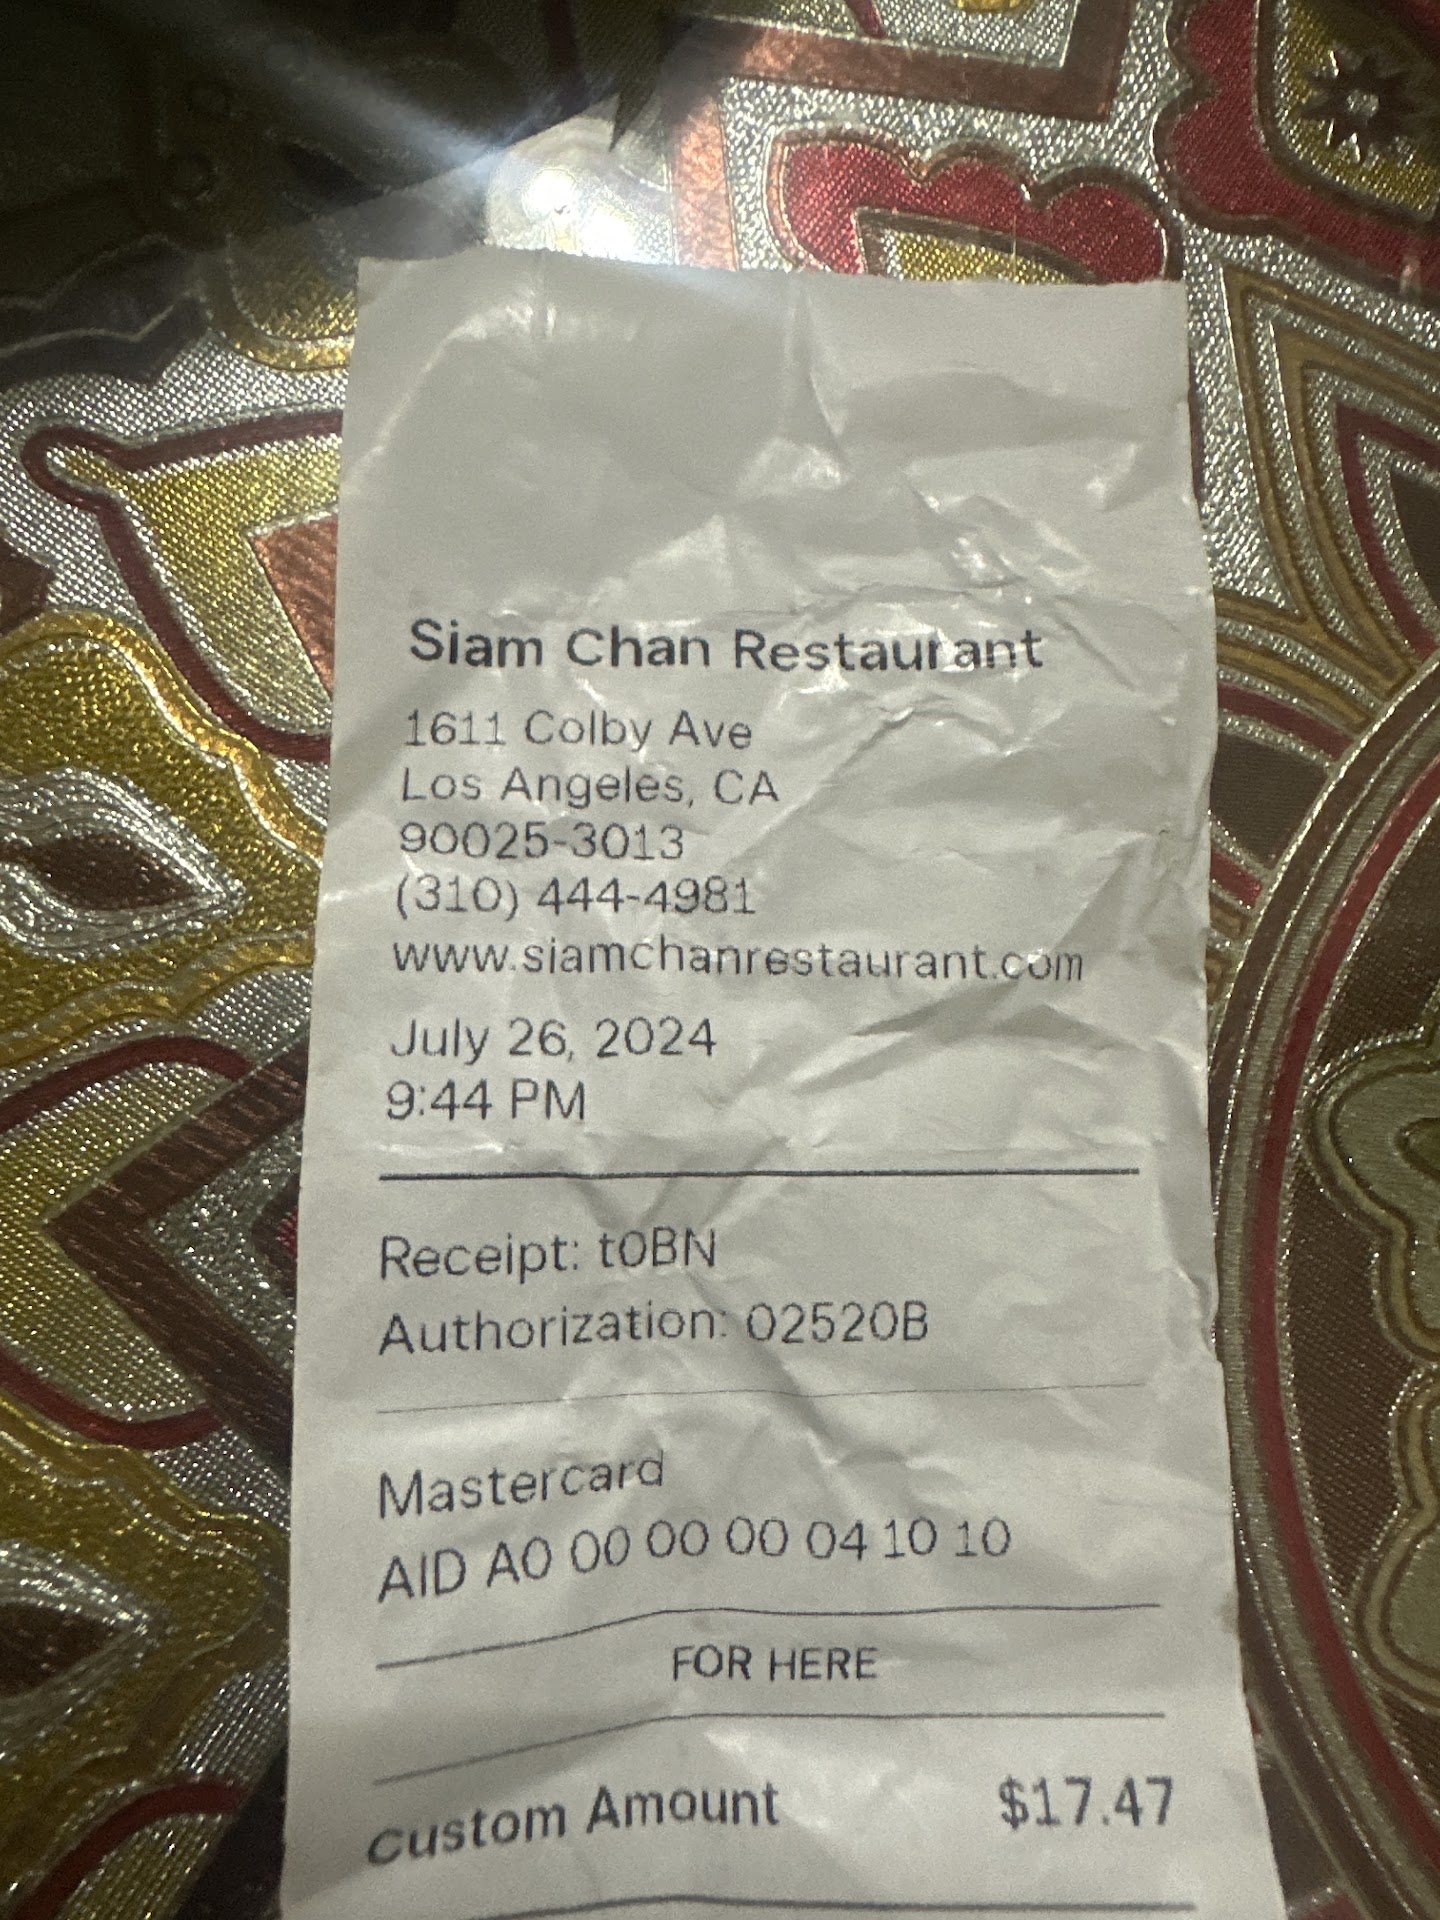 Siam Chan Restaurant
1611 Colby Ave
Los Angeles, CA
90025-3013
(310) 444-4981
www.siamchanrestaurant.com
July 26, 2024
9:44 PM
Receipt: tOBN
Authorization: 02520B
Mastercard
AID A0 00 00 00 04 10 10
FOR HERE
Custom Amount $17.47